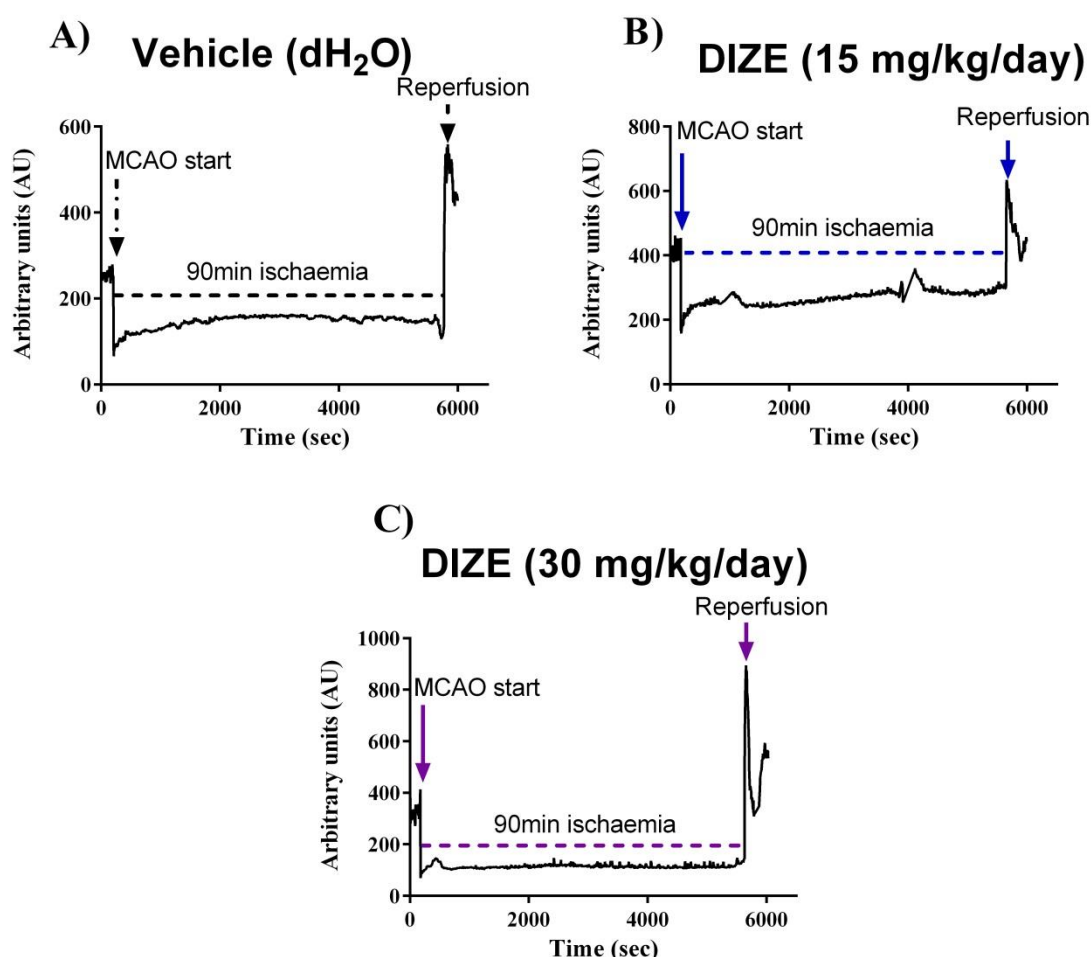 A)
Vehicle (dH₂O)
Reperfusion
MCAO start
90min ischaemia
Arbitrary units (AU)
600
400
200
0
0 2000 4000 6000
Time (sec)
B)
DIZE (15 mg/kg/day)
Reperfusion
MCAO start
90min ischaemia
Arbitrary units (AU)
800
600
400
200
0
0 2000 4000 6000
Time (sec)
C)
DIZE (30 mg/kg/day)
Reperfusion
MCAO start
90min ischaemia
Arbitrary units (AU)
1000
800
600
400
200
0
0 2000 4000 6000
Time (sec)